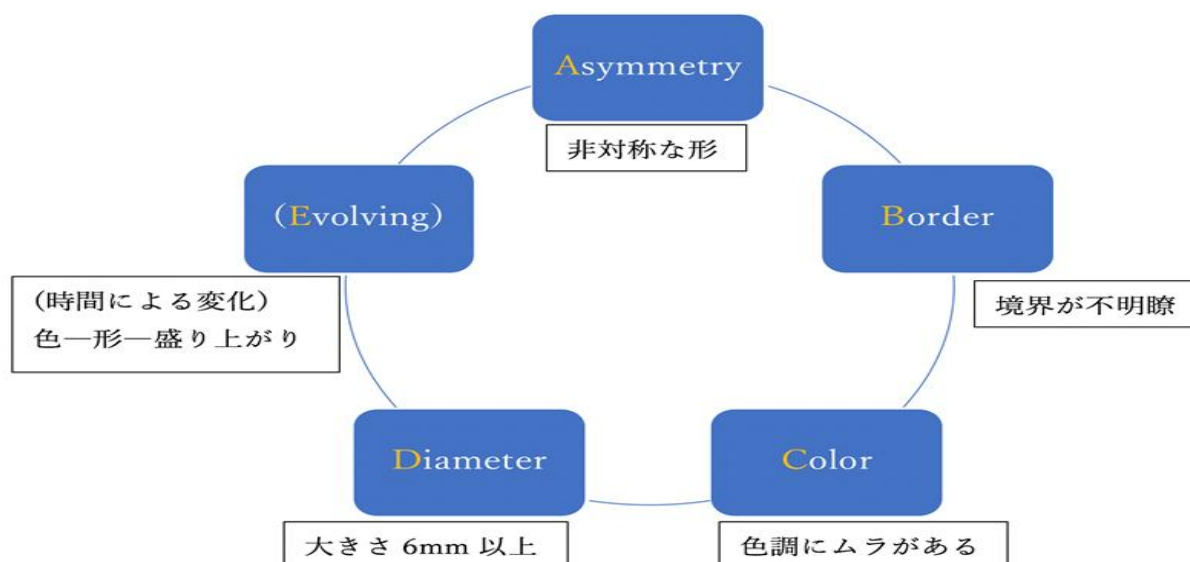 Asymmetry
非対称な形
Border
境界が不明瞭
Color
色調にムラがある
Diameter
大きさ 6mm 以上
(Evolving)
(時間による変化)
色―形―盛り上がり